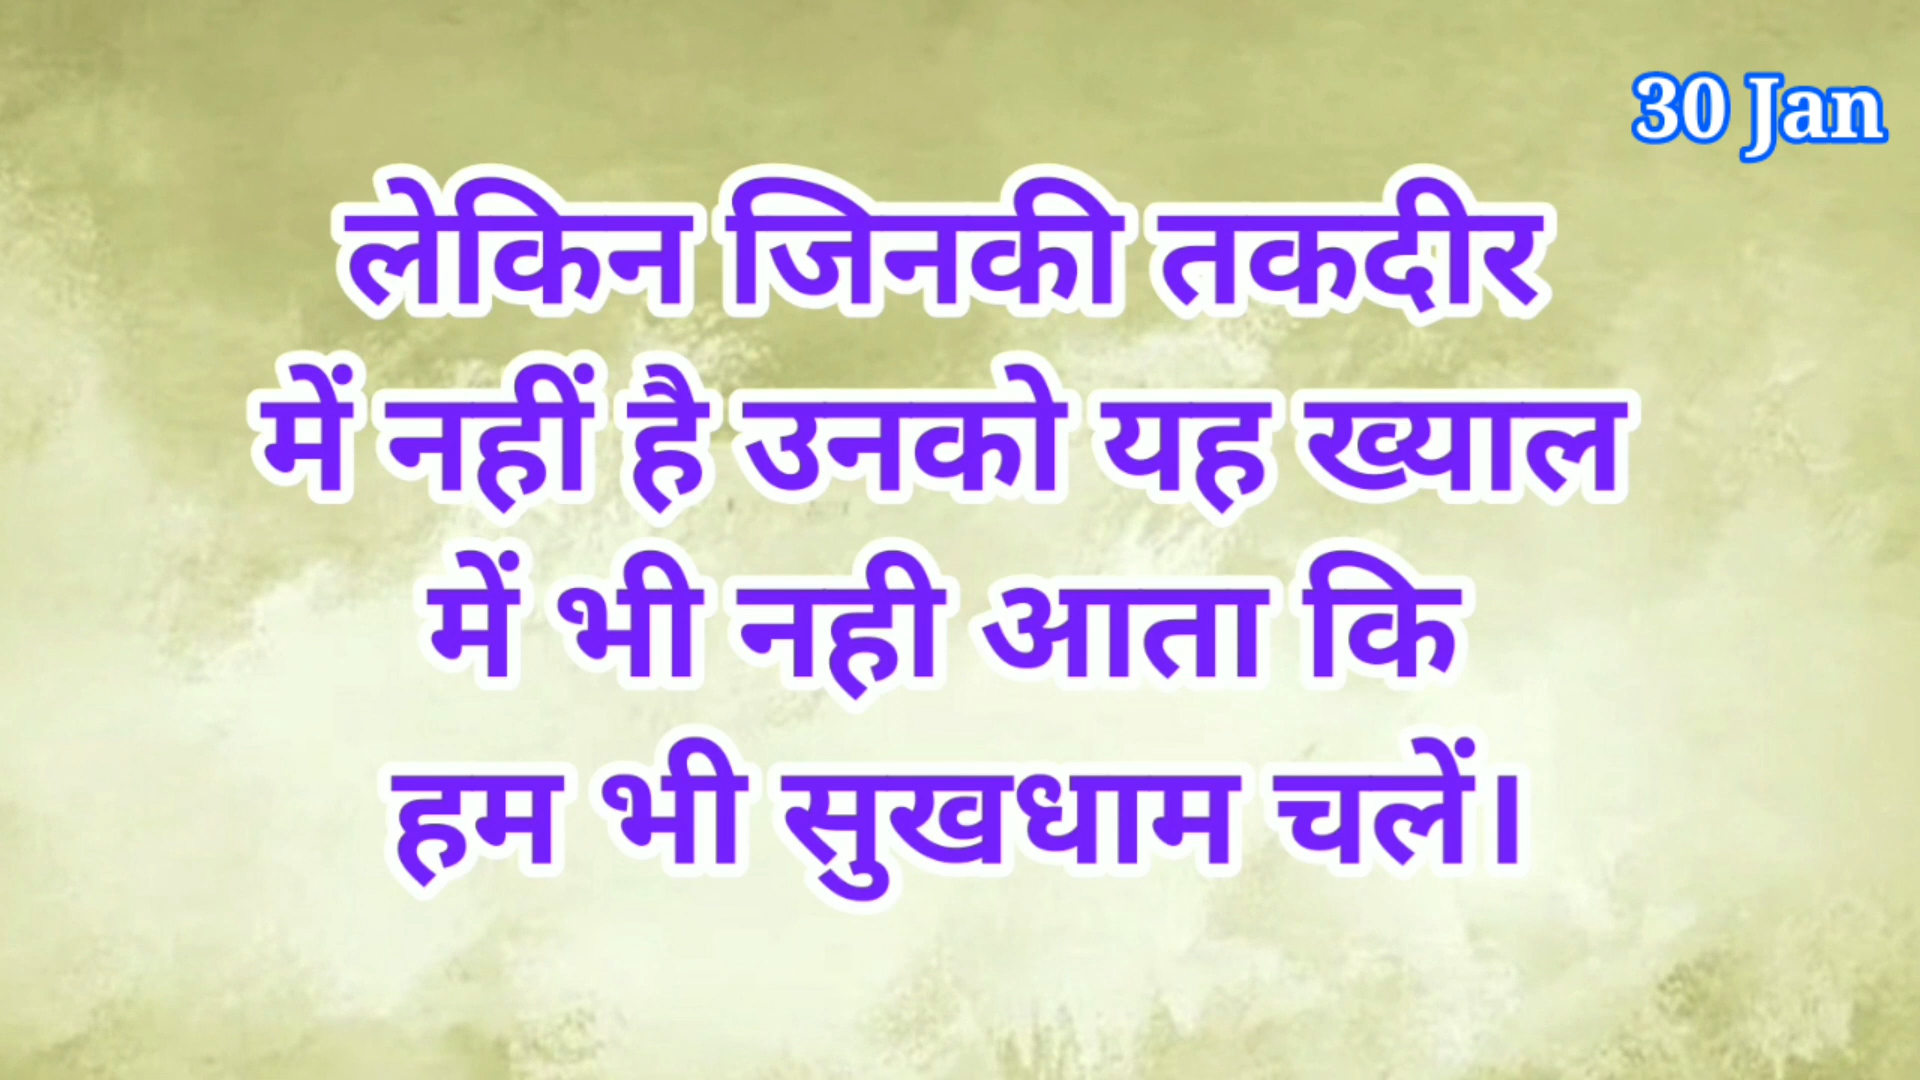 30 Jan
लेकिन जिनकी तकदीर
में नहीं है उनको यह ख्याल
में भी नही आता कि
हम भी सुखधाम चलें।